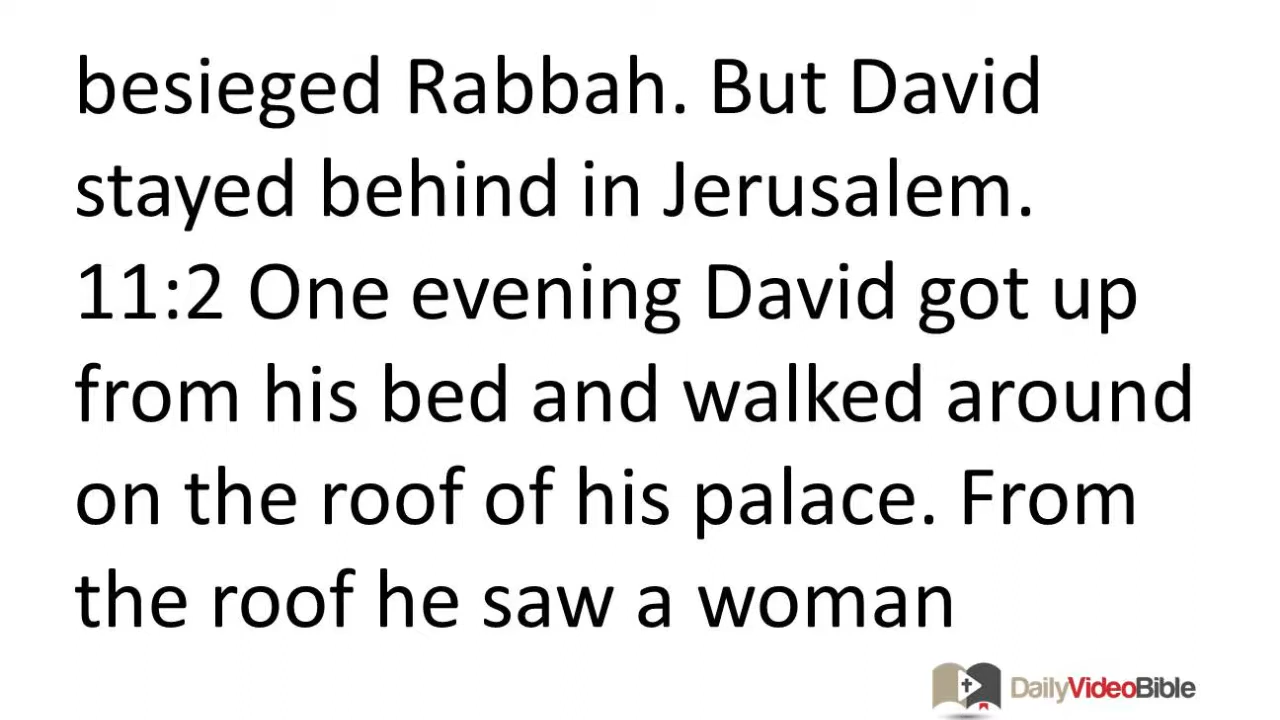 besieged Rabbah. But David
stayed behind in Jerusalem.
11:2 One evening David got up
from his bed and walked around
on the roof of his palace. From
the roof he saw a woman
DailyVideoBible